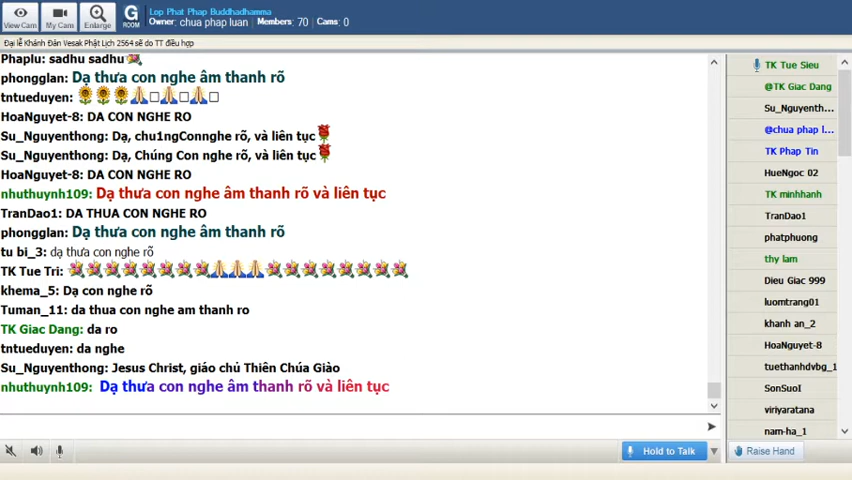 View Cam
My Cam
Enlarge
G
ROOM
Lop Phat Phap Buddhadhamma
Owner: chua phap luan Members: 70 Cams: 0
Đại lễ Khánh Đản Vesak Phật Lịch 2564 sẽ do TT điều hợp
Phaplu: sadhu sadhu
phongglan: Dạ thưa con nghe âm thanh rõ
tntueduyen:
HoaNguyet-8: DA CON NGHE RO
Su_Nguyenthong: Dạ, chu1ngConnghe rõ, và liên tục
Su_Nguyenthong: Dạ, Chúng Con nghe rõ, và liên tục
HoaNguyet-8: DA CON NGHE RO
nhuthuynh109: Dạ thưa con nghe âm thanh rõ và liên tục
TranDao1: DA THUA CON NGHE RO
phongglan: Dạ thưa con nghe âm thanh rõ
tu bi_3: dạ thưa con nghe rõ
TK Tue Tri:
khema_5: Dạ con nghe rõ
Tuman_11: da thua con nghe am thanh ro
TK Giac Dang: da ro
tntueduyen: da nghe
Su_Nguyenthong: Jesus Christ, giáo chủ Thiên Chúa Giào
nhuthuynh109: Dạ thưa con nghe âm thanh rõ và liên tục
Hold to Talk
TK Tue Sieu
@TK Giac Dang
Su_Nguyenth...
@chua phap l...
TK Phap Tin
HueNgoc 02
TK minhhanh
TranDao1
phatphuong
thy lam
Dieu Giac 999
luomtrang01
khanh an_2
HoaNguyet-8
tuethanhdvbg_1
SonSuoI
viriyaratana
nam-ha_1
Raise Hand